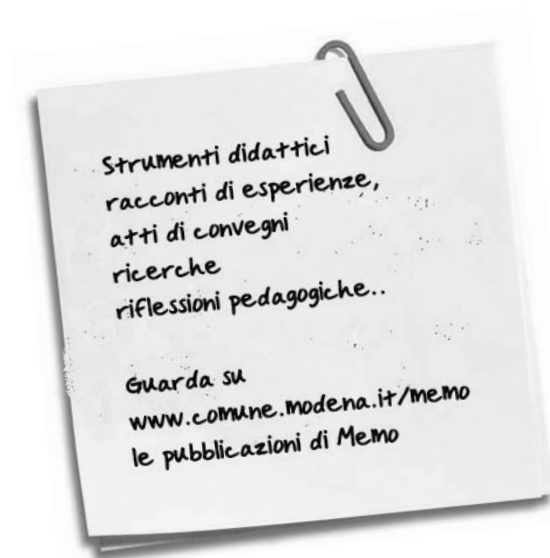 Strumenti didattici
racconti di esperienze,
atti di convegni
ricerche
riflessioni pedagogiche..
Guarda su
www.comune.modena.it/memo
le pubblicazioni di Memo